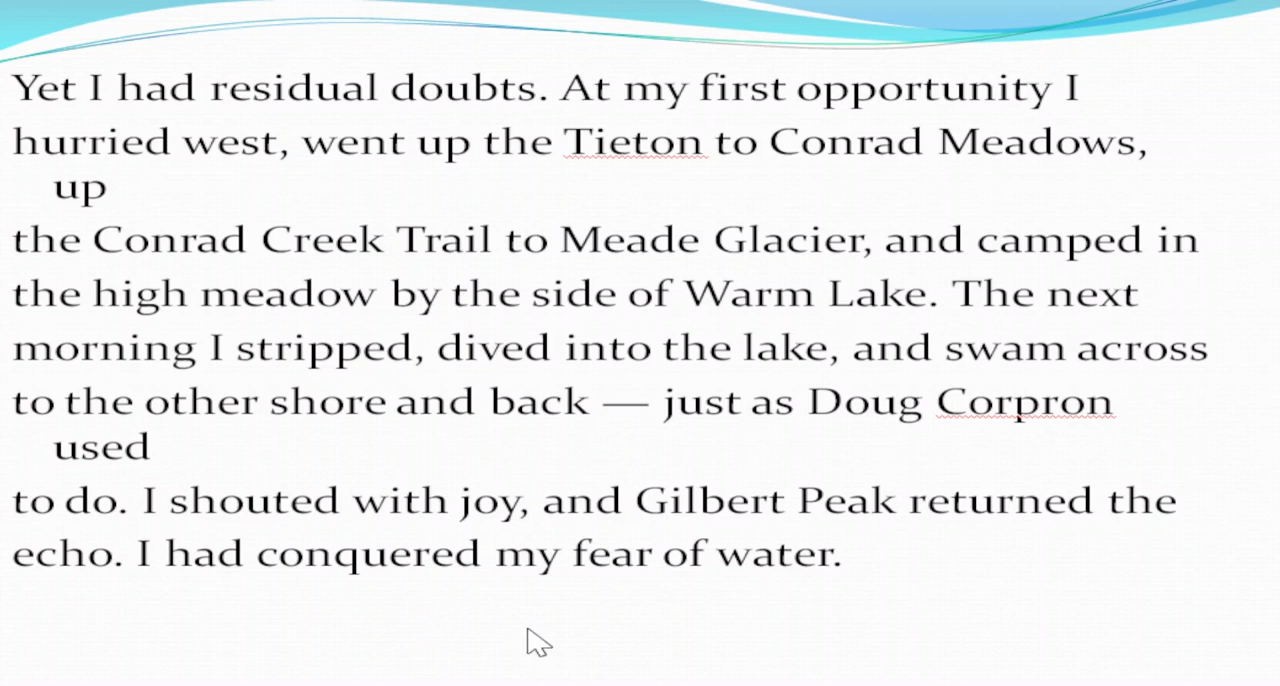 Yet I had residual doubts. At my first opportunity I
hurried west, went up the Tieton to Conrad Meadows,
up
the Conrad Creek Trail to Meade Glacier, and camped in
the high meadow by the side of Warm Lake. The next
morning I stripped, dived into the lake, and swam across
to the other shore and back — just as Doug Corpron
used
to do. I shouted with joy, and Gilbert Peak returned the
echo. I had conquered my fear of water.